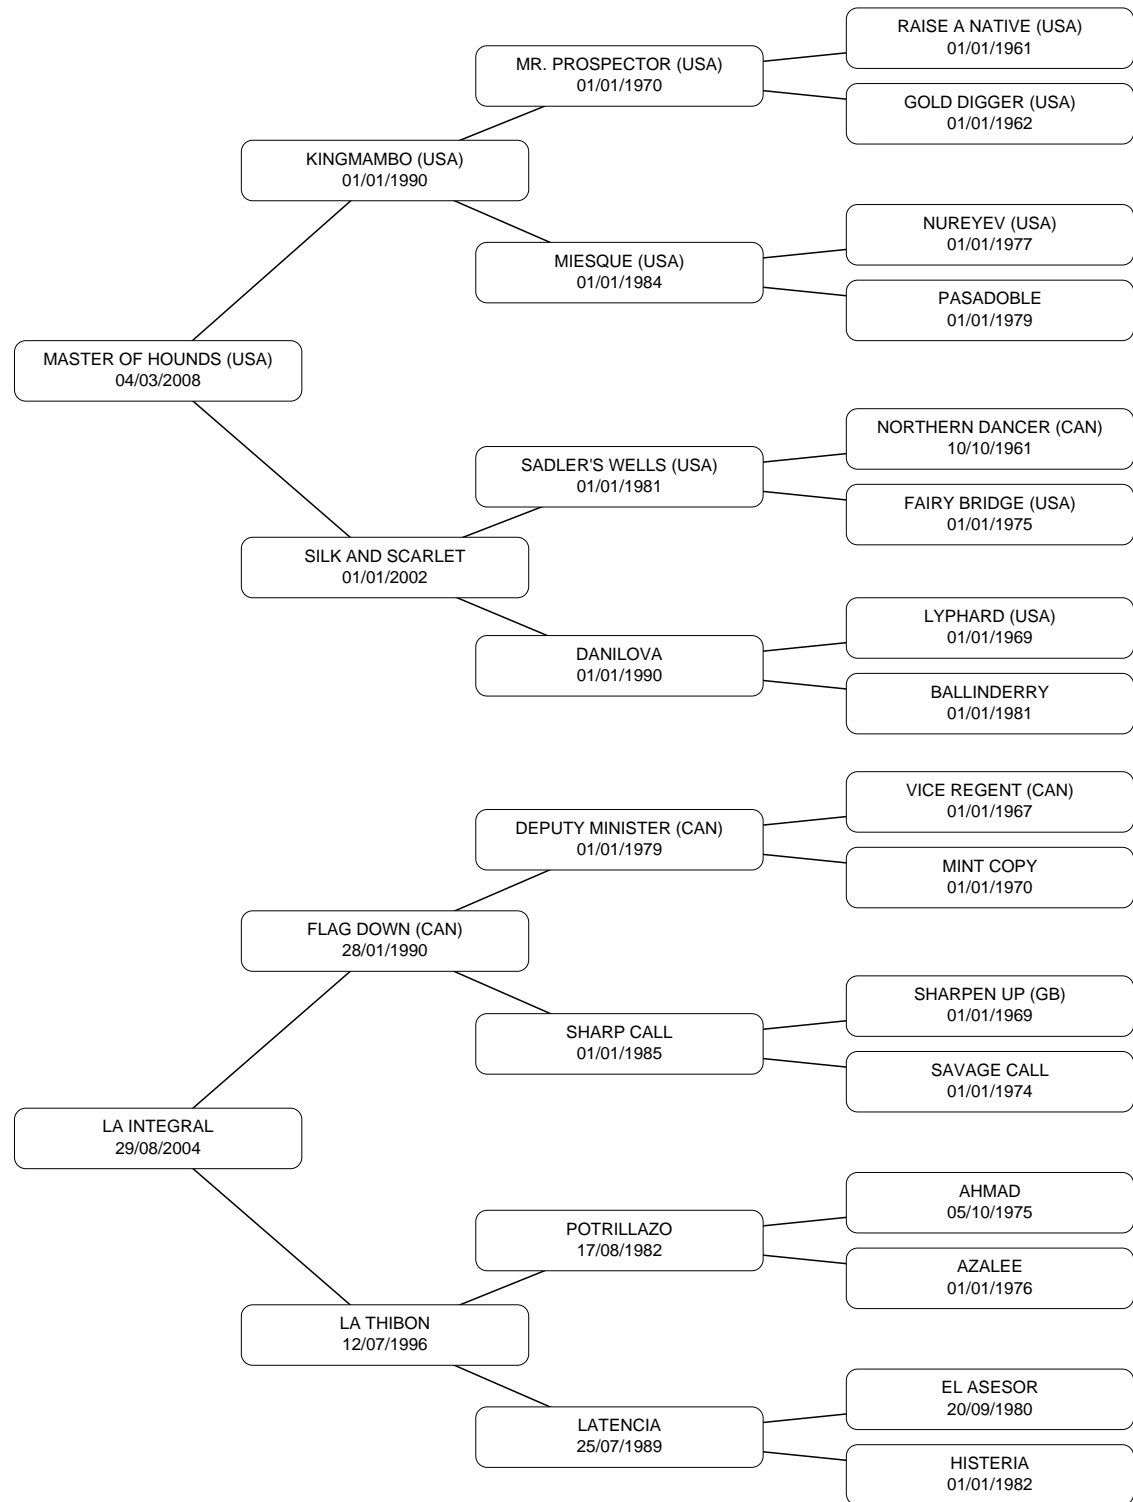 RAISE A NATIVE (USA)
01/01/1961
MR. PROSPECTOR (USA)
01/01/1970
GOLD DIGGER (USA)
01/01/1962
KINGMAMBO (USA)
01/01/1990
NUREYEV (USA)
01/01/1977
MIESQUE (USA)
01/01/1984
PASADOBLE
01/01/1979
MASTER OF HOUNDS (USA)
04/03/2008
NORTHERN DANCER (CAN)
10/10/1961
SADLER'S WELLS (USA)
01/01/1981
FAIRY BRIDGE (USA)
01/01/1975
SILK AND SCARLET
01/01/2002
LYPHARD (USA)
01/01/1969
DANILOVA
01/01/1990
BALLINDERRY
01/01/1981
VICE REGENT (CAN)
01/01/1967
DEPUTY MINISTER (CAN)
01/01/1979
MINT COPY
01/01/1970
FLAG DOWN (CAN)
28/01/1990
SHARPEN UP (GB)
01/01/1969
SHARP CALL
01/01/1985
SAVAGE CALL
01/01/1974
LA INTEGRAL
29/08/2004
AHMAD
05/10/1975
POTRILLAZO
17/08/1982
AZALEE
01/01/1976
LA THIBON
12/07/1996
EL ASESOR
20/09/1980
LATENCIA
25/07/1989
HISTERIA
01/01/1982